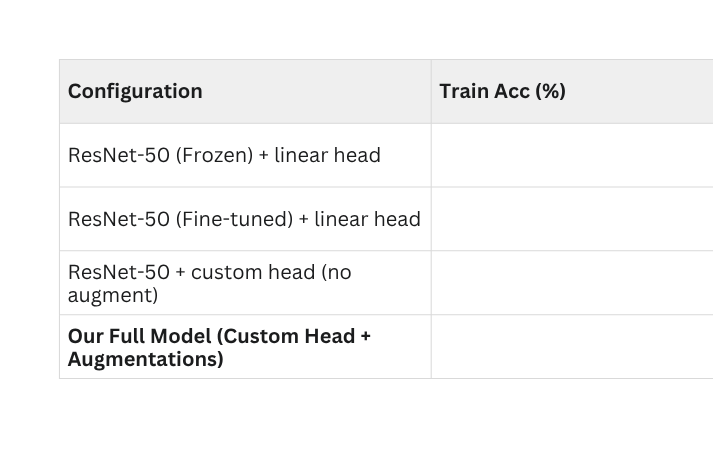 Configuration
Train Acc (%)
ResNet-50 (Frozen) + linear head
ResNet-50 (Fine-tuned) + linear head
ResNet-50 + custom head (no
augment)
Our Full Model (Custom Head +
Augmentations)